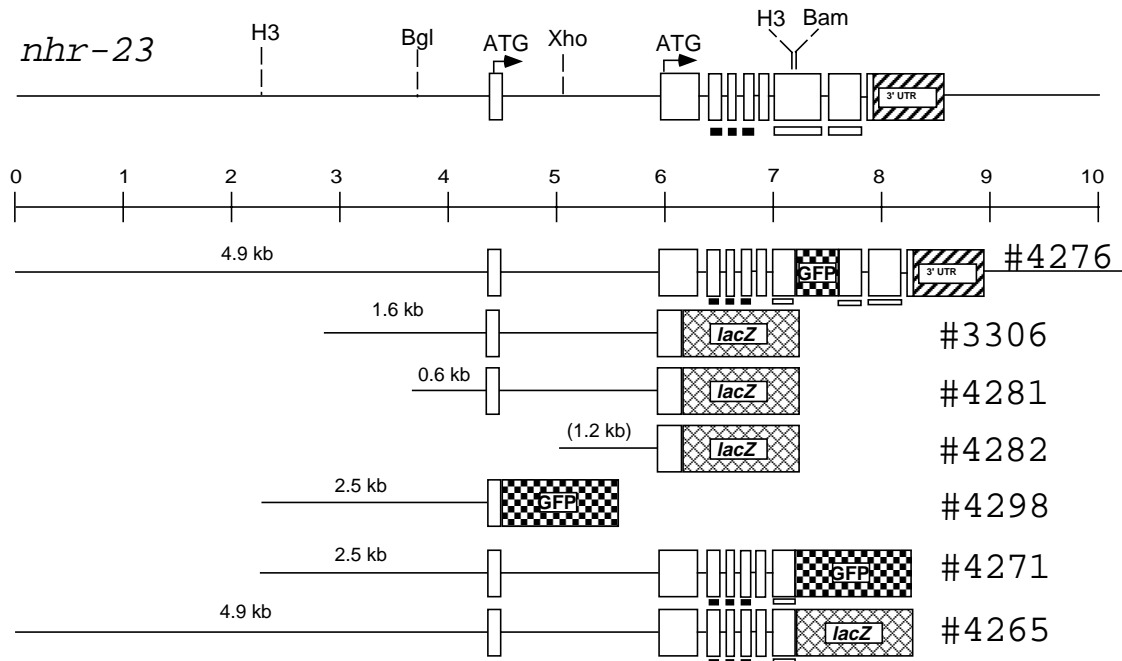 H3 Bam
H3 Bgl ATG Xho ATG
nhr-23
3' UTR
0 1 2 3 4 5 6 7 8 9 10
4.9 kb GFP 3' UTR #4276
1.6 kb lacZ #3306
0.6 kb lacZ #4281
(1.2 kb) lacZ #4282
2.5 kb GFP #4298
2.5 kb GFP #4271
4.9 kb lacZ #4265